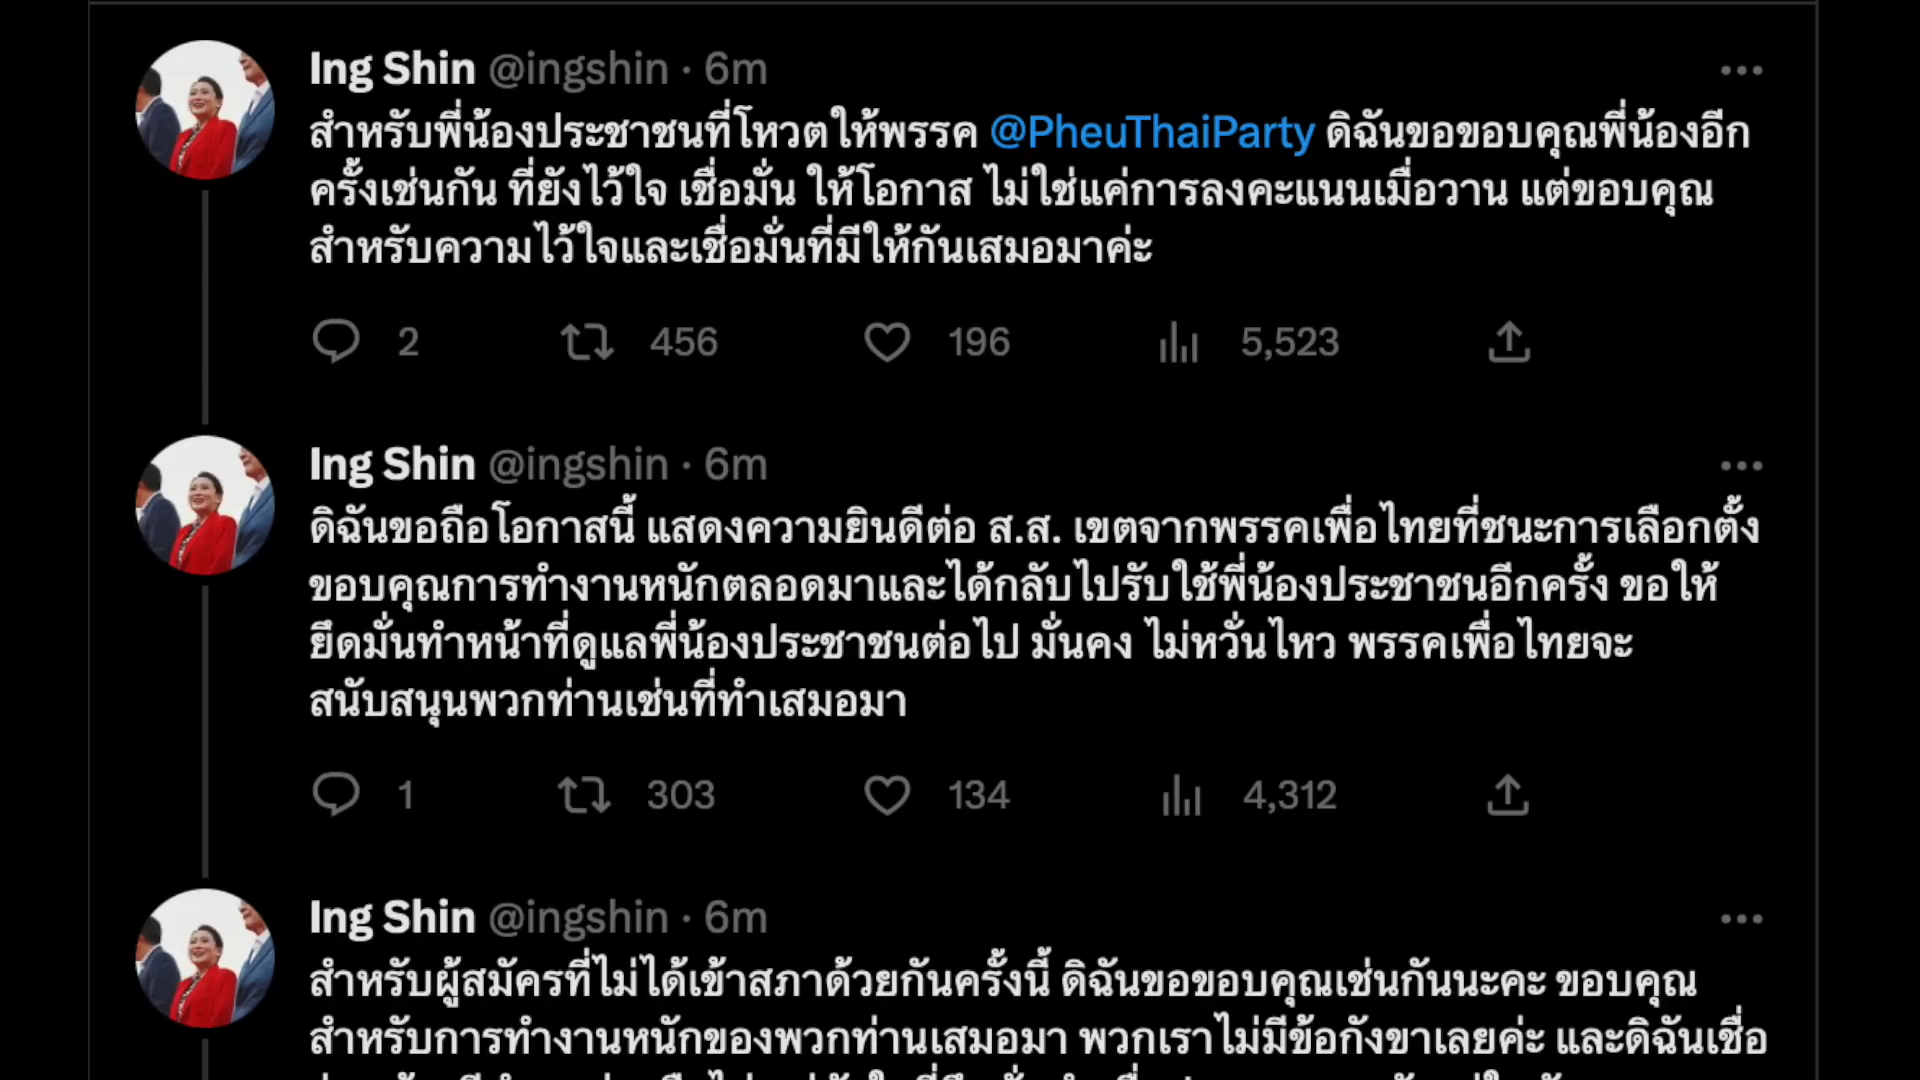 Ing Shin @ingshin · 6m
สำหรับพี่น้องประชาชนที่โหวตให้พรรค @PheuThaiParty ดิฉันขอขอบคุณพี่น้องอีก
ครั้งเช่นกัน ที่ยังไว้ใจ เชื่อมั่น ให้โอกาส ไม่ใช่แค่การลงคะแนนเมื่อวาน แต่ขอบคุณ
สำหรับความไว้ใจและเชื่อมั่นที่มีให้กันเสมอมาค่ะ
2 456 196 5,523
Ing Shin @ingshin · 6m
ดิฉันขอถือโอกาสนี้ แสดงความยินดีต่อ ส.ส. เขตจากพรรคเพื่อไทยที่ชนะการเลือกตั้ง
ขอบคุณการทำงานหนักตลอดมาและได้กลับไปรับใช้พี่น้องประชาชนอีกครั้ง ขอให้
ยึดมั่นทำหน้าที่ดูแลพี่น้องประชาชนต่อไป มั่นคง ไม่หวั่นไหว พรรคเพื่อไทยจะ
สนับสนุนพวกท่านเช่นที่ทำเสมอมา
1 303 134 4,312
Ing Shin @ingshin · 6m
สำหรับผู้สมัครที่ไม่ได้เข้าสภาด้วยกันครั้งนี้ ดิฉันขอขอบคุณเช่นกันนะคะ ขอบคุณ
สำหรับการทำงานหนักของพวกท่านเสมอมา พวกเราไม่มีข้อกังขาเลยค่ะ และดิฉันเชื่อ